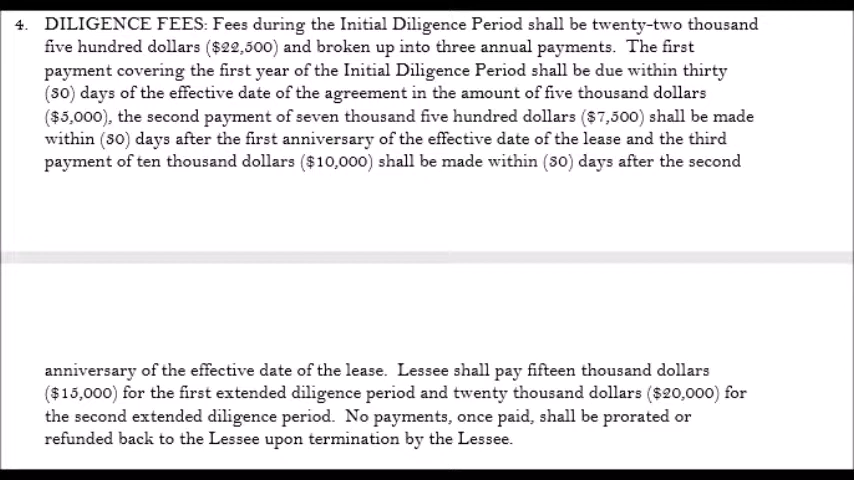 4. DILIGENCE FEES: Fees during the Initial Diligence Period shall be twenty-two thousand
five hundred dollars ($22,500) and broken up into three annual payments. The first
payment covering the first year of the Initial Diligence Period shall be due within thirty
(30) days of the effective date of the agreement in the amount of five thousand dollars
($5,000), the second payment of seven thousand five hundred dollars ($7,500) shall be made
within (30) days after the first anniversary of the effective date of the lease and the third
payment of ten thousand dollars ($10,000) shall be made within (30) days after the second
anniversary of the effective date of the lease. Lessee shall pay fifteen thousand dollars
($15,000) for the first extended diligence period and twenty thousand dollars ($20,000) for
the second extended diligence period. No payments, once paid, shall be prorated or
refunded back to the Lessee upon termination by the Lessee.